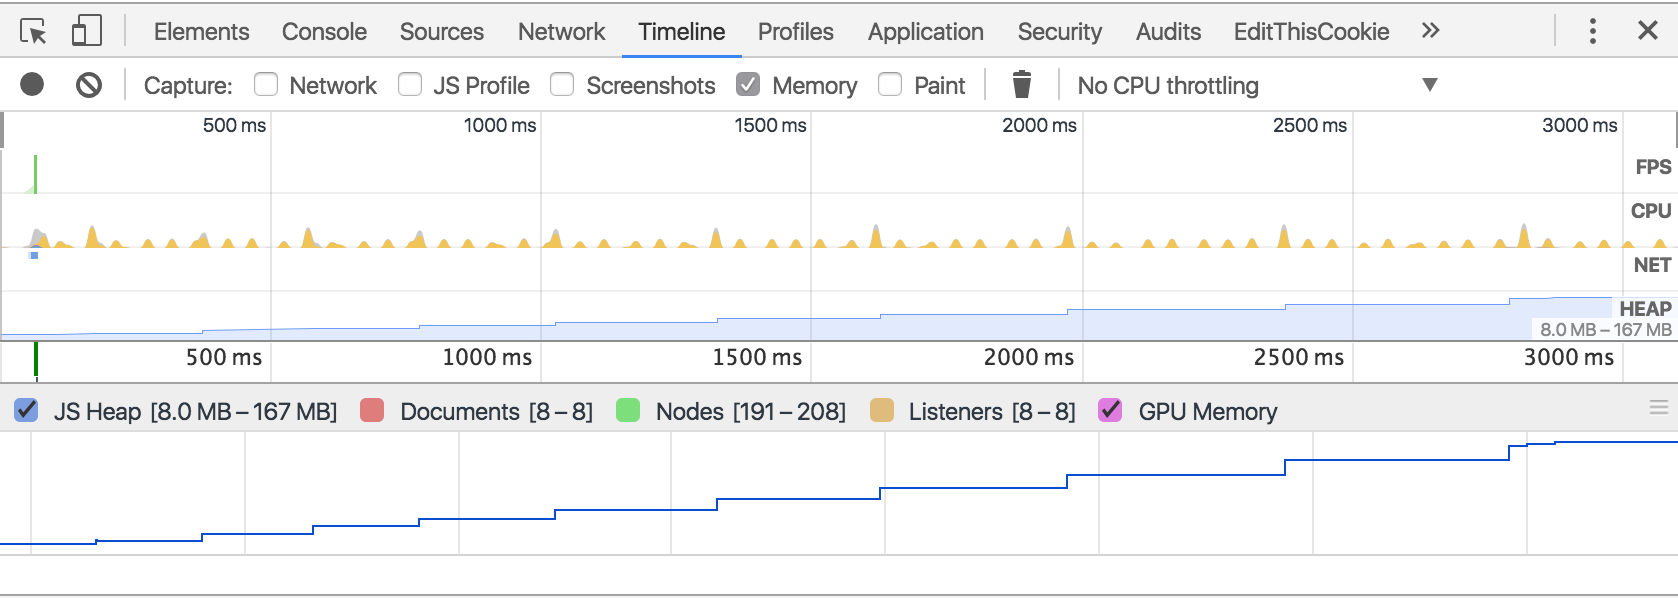 Elements Console Sources Network Timeline Profiles Application Security Audits EditThisCookie »
Capture: Network JS Profile Screenshots Memory Paint No CPU throttling
500 ms 1000 ms 1500 ms 2000 ms 2500 ms 3000 ms
FPS
CPU
NET
HEAP
8.0 MB – 167 MB
500 ms 1000 ms 1500 ms 2000 ms 2500 ms 3000 ms
JS Heap [8.0 MB – 167 MB] Documents [8 – 8] Nodes [191 – 208] Listeners [8 – 8] GPU Memory